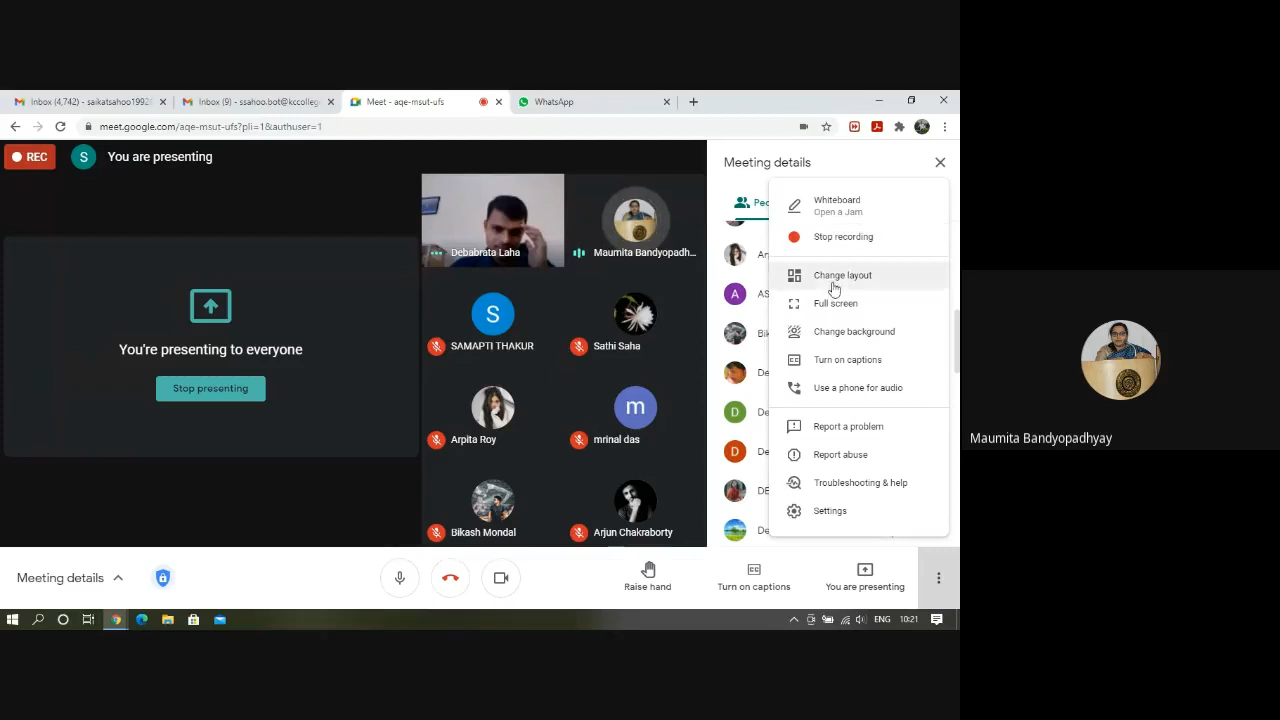 Inbox (4,742) - saikatsahoo1992
Inbox (9) - ssahoo.bot@kccolleg
Meet - aqe-msut-ufs
WhatsApp
meet.google.com/aqe-msut-ufs?pli=1&authuser=1
REC
S
You are presenting
You're presenting to everyone
Stop presenting
Debabrata Laha
Maumita Bandyopadh...
S
SAMAPTI THAKUR
Sathi Saha
Arpita Roy
m
mrinal das
Bikash Mondal
Arjun Chakraborty
Meeting details
A
D
D
Whiteboard
Open a Jam
Stop recording
Change layout
Full screen
Change background
Turn on captions
Use a phone for audio
Report a problem
Report abuse
Troubleshooting & help
Settings
Meeting details
Raise hand
Turn on captions
You are presenting
ENG
10:21
Maumita Bandyopadhyay